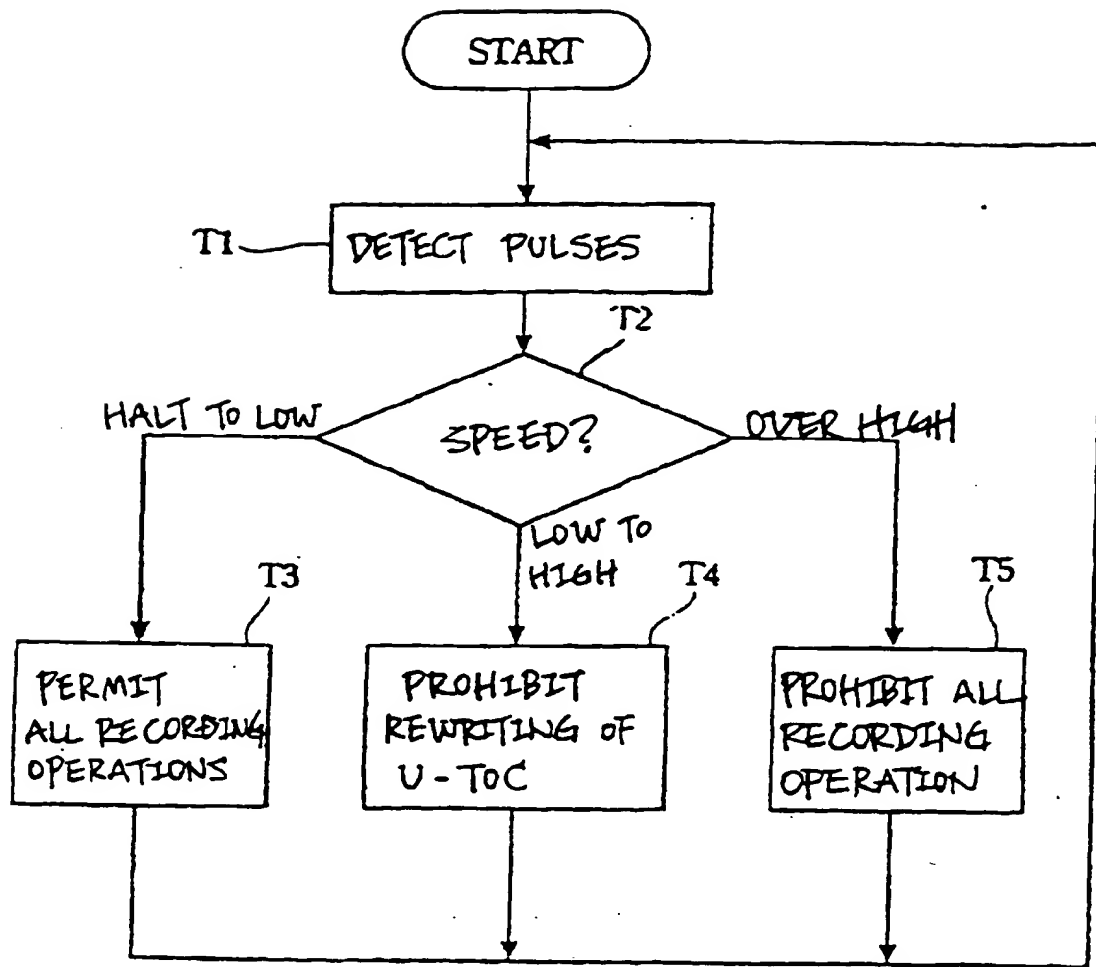 START
T1
DETECT PULSES
T2
HALT TO LOW
SPEED?
OVER HIGH
LOW TO
HIGH
T3
T4
T5
PERMIT
ALL RECORDING
OPERATIONS
PROHIBIT
REWRITING OF
U-TOC
PROHIBIT ALL
RECORDING
OPERATION